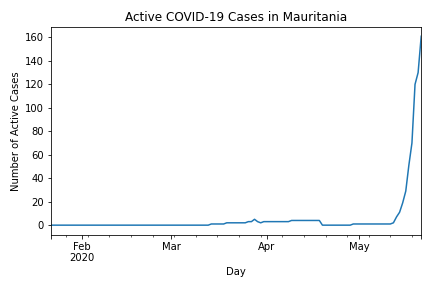 Active COVID-19 Cases in Mauritania
Number of Active Cases
160
140
120
100
80
60
40
20
0
Feb
2020
Mar
Apr
May
Day